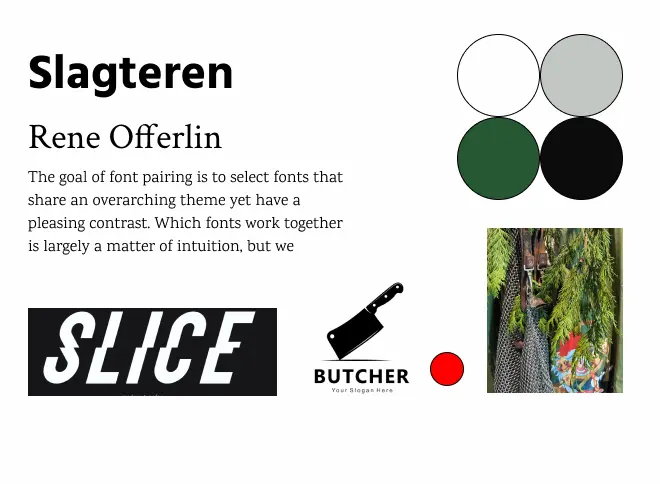 Slagteren
Rene Offerlin
The goal of font pairing is to select fonts that
share an overarching theme yet have a
pleasing contrast. Which fonts work together
is largely a matter of intuition, but we
SLICE
BUTCHER
Your Slogan Here